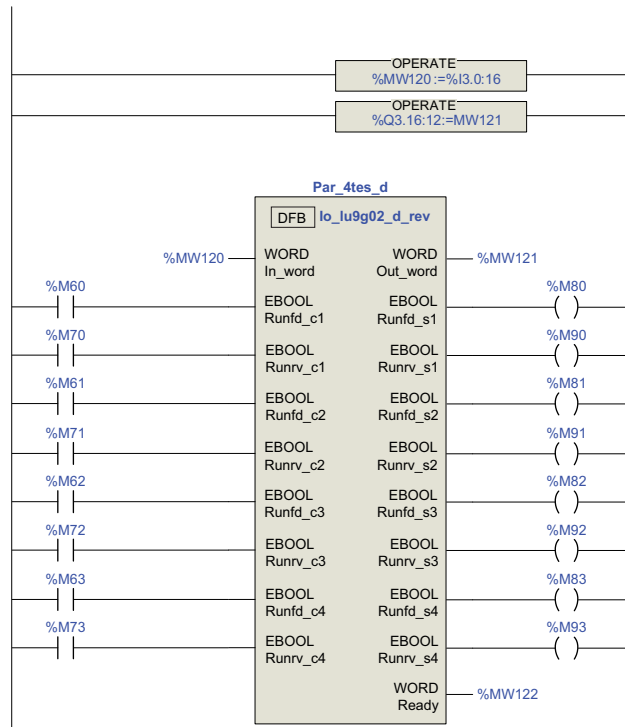 OPERATE
%MW120:=%I3.0:16
OPERATE
%Q3.16:12:=MW121
Par_4tes_d
DFB Io_lu9g02_d_rev
%MW120 WORD WORD %MW121
In_word Out_word
%M60 EBOOL EBOOL %M80
Runfd_c1 Runfd_s1
%M70 EBOOL EBOOL %M90
Runrv_c1 Runrv_s1
%M61 EBOOL EBOOL %M81
Runfd_c2 Runfd_s2
%M71 EBOOL EBOOL %M91
Runrv_c2 Runrv_s2
%M62 EBOOL EBOOL %M82
Runfd_c3 Runfd_s3
%M72 EBOOL EBOOL %M92
Runrv_c3 Runrv_s3
%M63 EBOOL EBOOL %M83
Runfd_c4 Runfd_s4
%M73 EBOOL EBOOL %M93
Runrv_c4 Runrv_s4
WORD %MW122
Ready